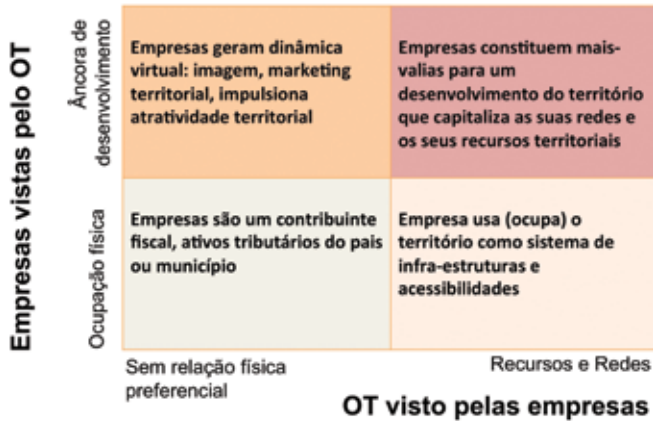 Empresas vistas pelo OT
Âncora de
desenvolvimento
Empresas geram dinâmica
virtual: imagem, marketing
territorial, impulsiona
atratividade territorial
Empresas constituem mais-
valias para um
desenvolvimento do território
que capitaliza as suas redes e
os seus recursos territoriais
Ocupação física
Empresas são um contribuinte
fiscal, ativos tributários do pais
ou município
Empresa usa (ocupa) o
território como sistema de
infra-estruturas e
acessibilidades
Sem relação física
preferencial
Recursos e Redes
OT visto pelas empresas